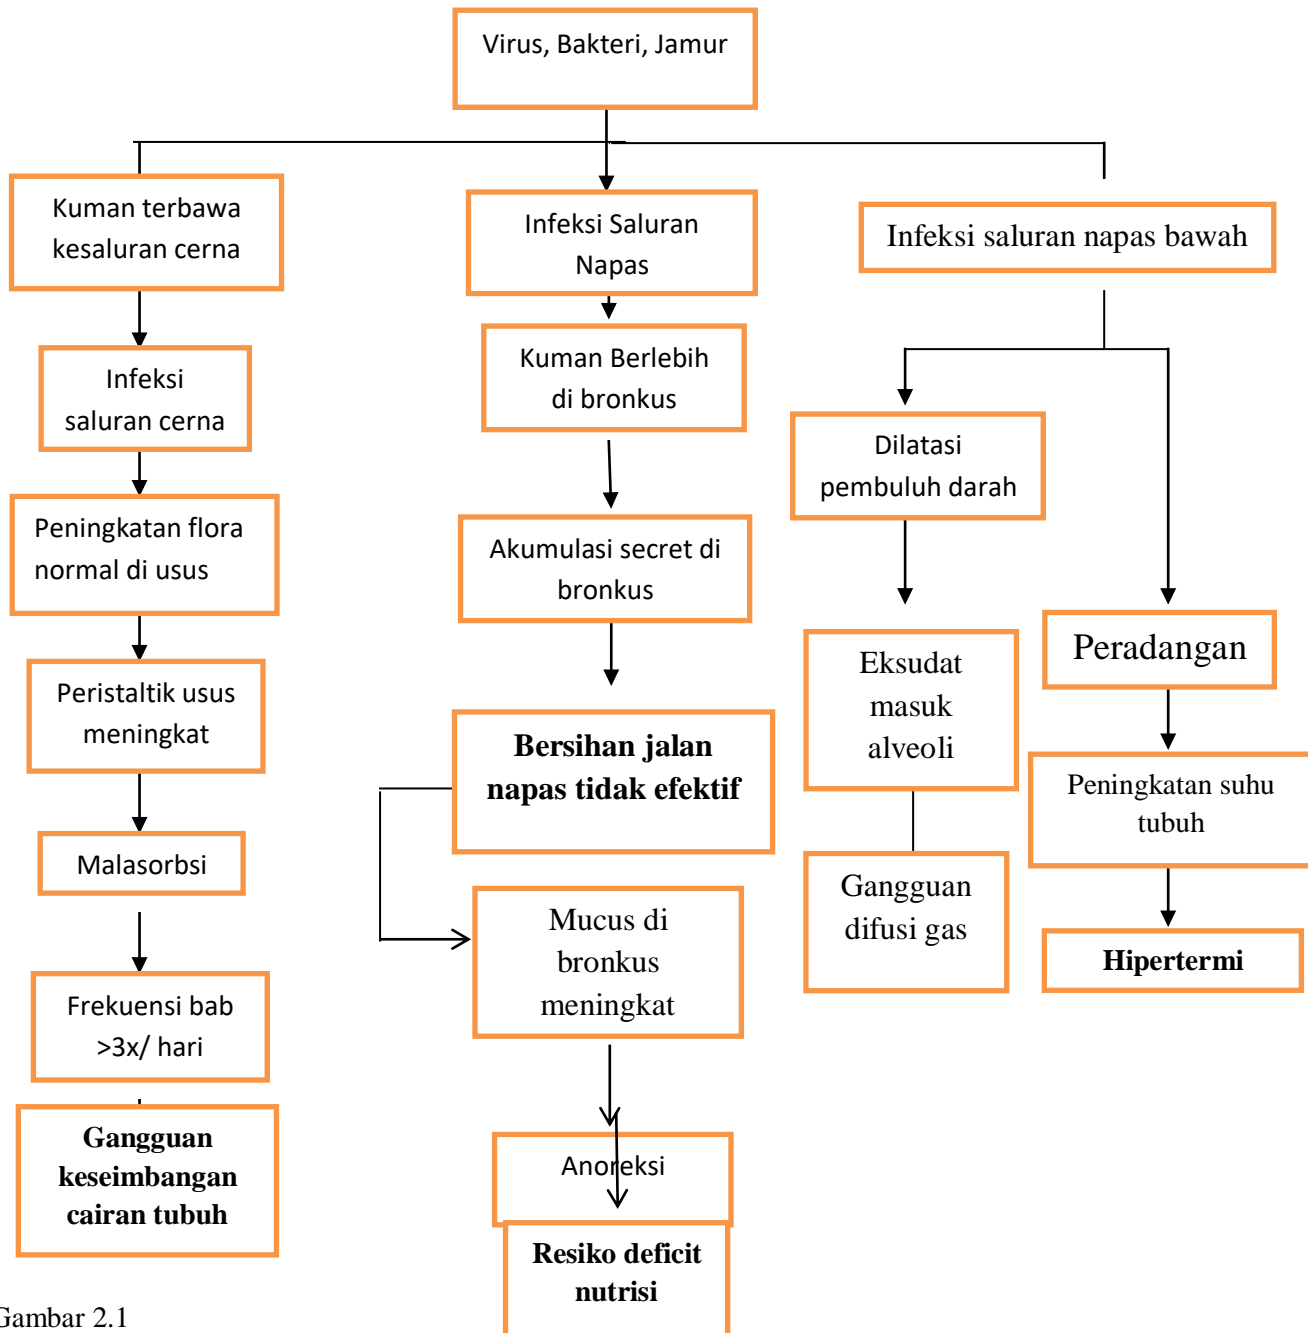 Virus, Bakteri, Jamur
Kuman terbawa
kesaluran cerna
Infeksi
saluran cerna
Peningkatan flora
normal di usus
Peristaltik usus
meningkat
Malasorbsi
Frekuensi bab
>3x/ hari
Gangguan
keseimbangan
cairan tubuh
Infeksi Saluran
Napas
Kuman Berlebih
di bronkus
Akumulasi secret di
bronkus
Bersihan jalan
napas tidak efektif
Mucus di
bronkus
meningkat
Anoreksi
Resiko deficit
nutrisi
Infeksi saluran napas bawah
Dilatasi
pembuluh darah
Eksudat
masuk
alveoli
Gangguan
difusi gas
Peradangan
Peningkatan suhu
tubuh
Hipertermi
Gambar 2.1